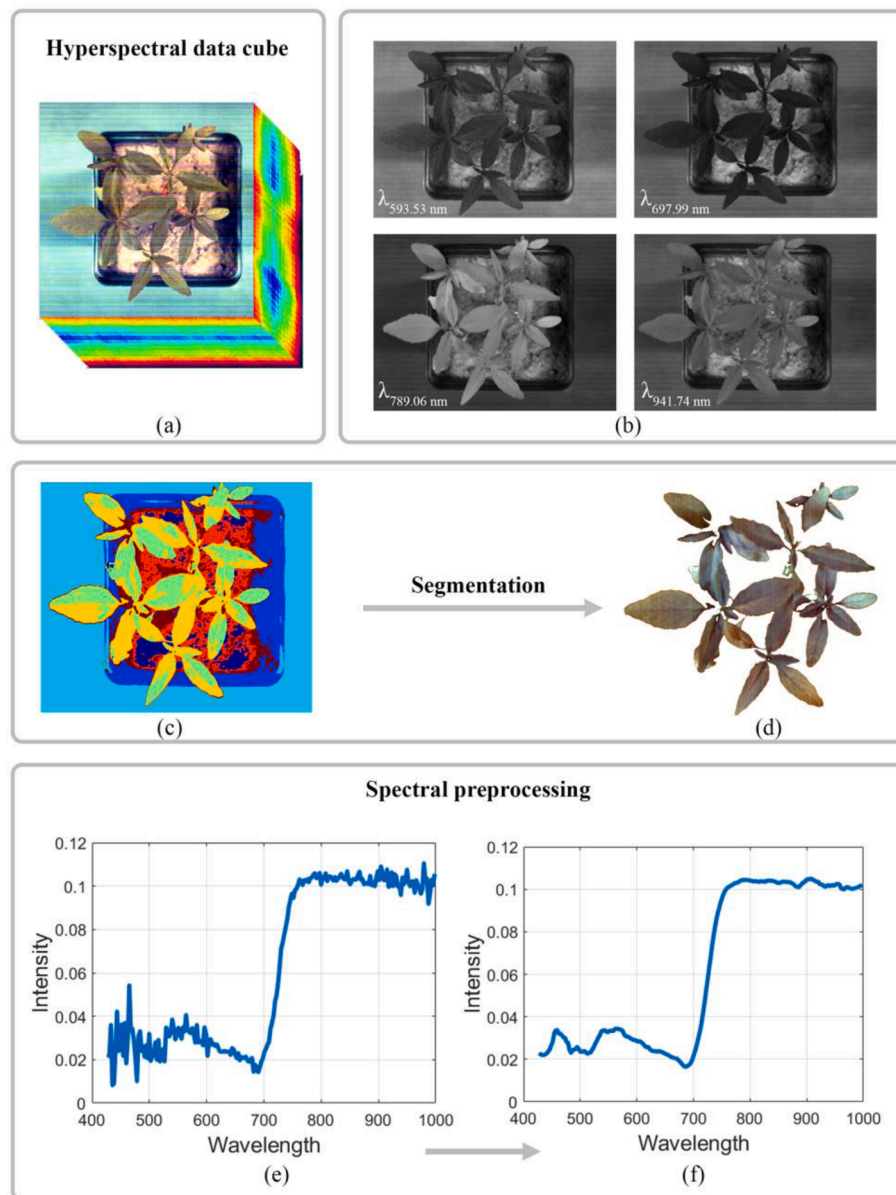 Hyperspectral data cube
(a)
λ593.53 nm
λ697.99 nm
λ789.06 nm
λ941.74 nm
(b)
Segmentation
(c)
(d)
Spectral preprocessing
0.12
0.1
0.08
0.06
0.04
0.02
0
Intensity
400 500 600 700 800 900 1000
Wavelength
(e)
0.12
0.1
0.08
0.06
0.04
0.02
0
Intensity
400 500 600 700 800 900 1000
Wavelength
(f)